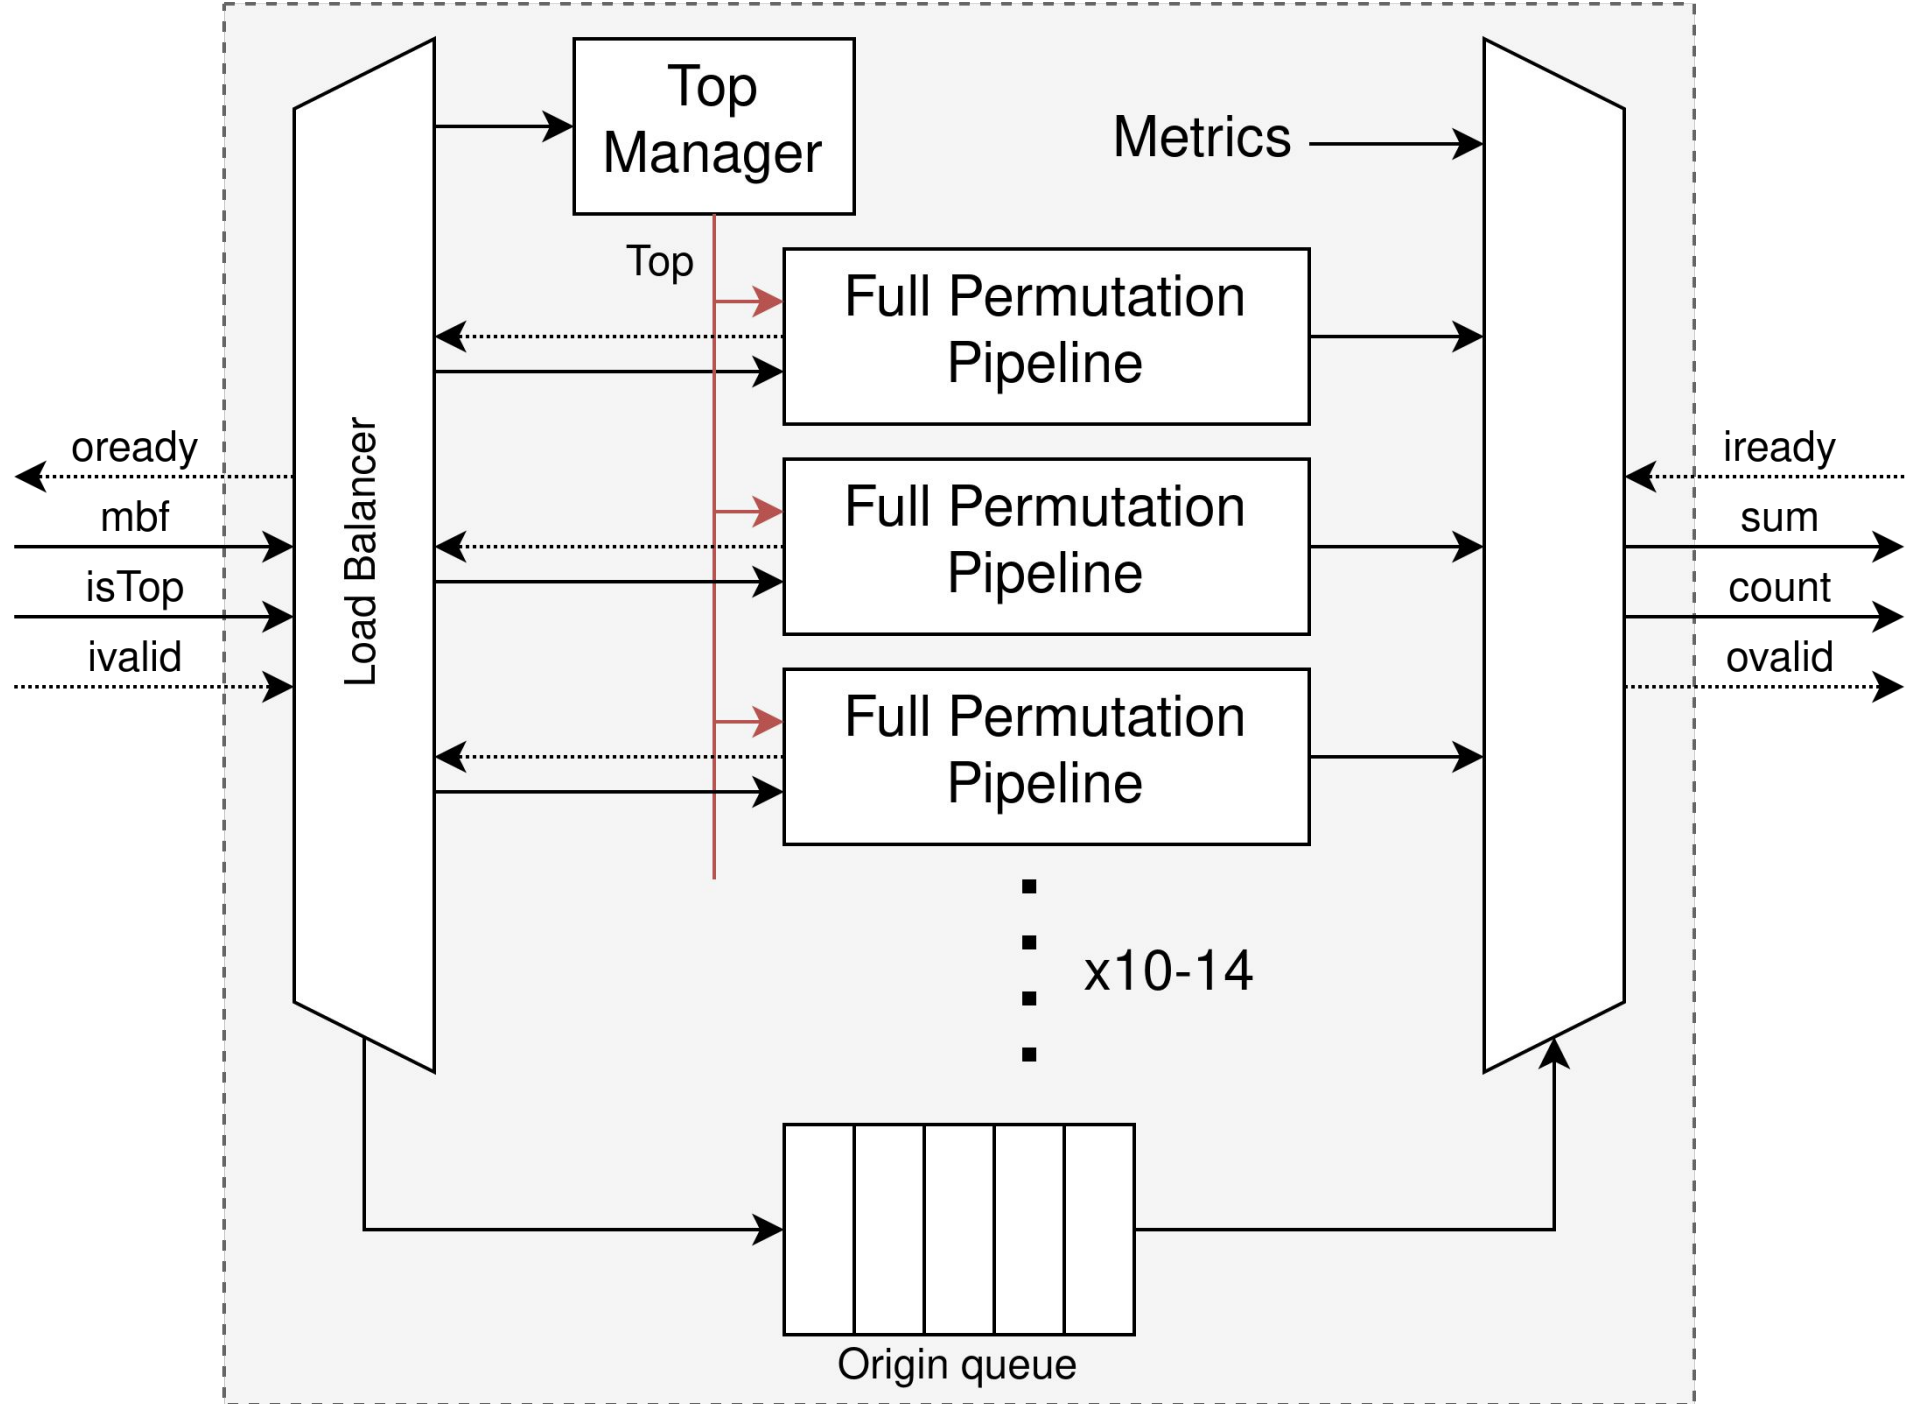 Top
Manager
Metrics
Top
Full Permutation
Pipeline
oready
mbf
isTop
ivalid
Load Balancer
Full Permutation
Pipeline
iready
sum
count
ovalid
Full Permutation
Pipeline
x10-14
Origin queue